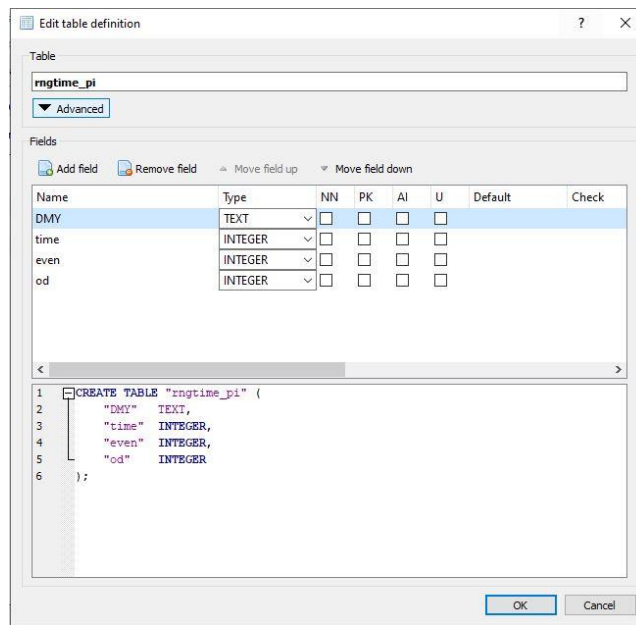 Edit table definition ? ×
Table
rngtime_pi
Advanced
Fields
Add field Remove field Move field up Move field down
Name Type NN PK AI U Default Check
DMY TEXT
time INTEGER
even INTEGER
od INTEGER
1 CREATE TABLE "rngtime_pi" (
2 "DMY" TEXT,
3 "time" INTEGER,
4 "even" INTEGER,
5 "od" INTEGER
6 );
OK Cancel